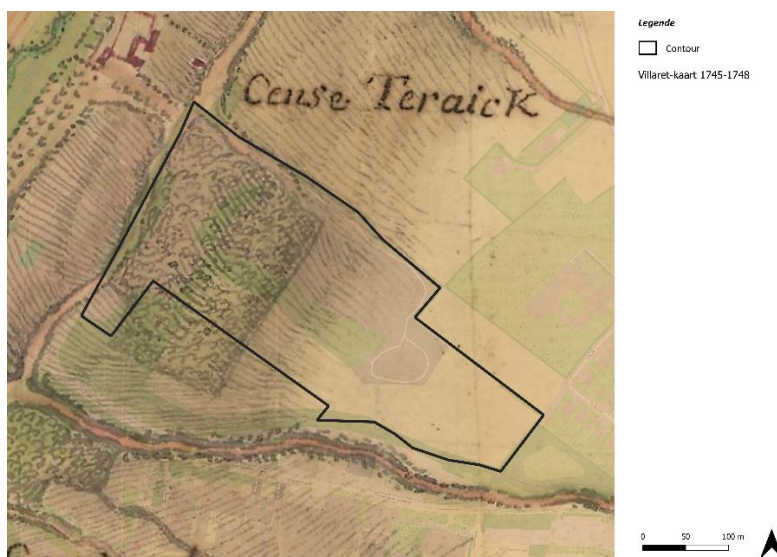 Cense Teraick
Legende
Contour
Villaret-kaart 1745-1748
0 50 100 m